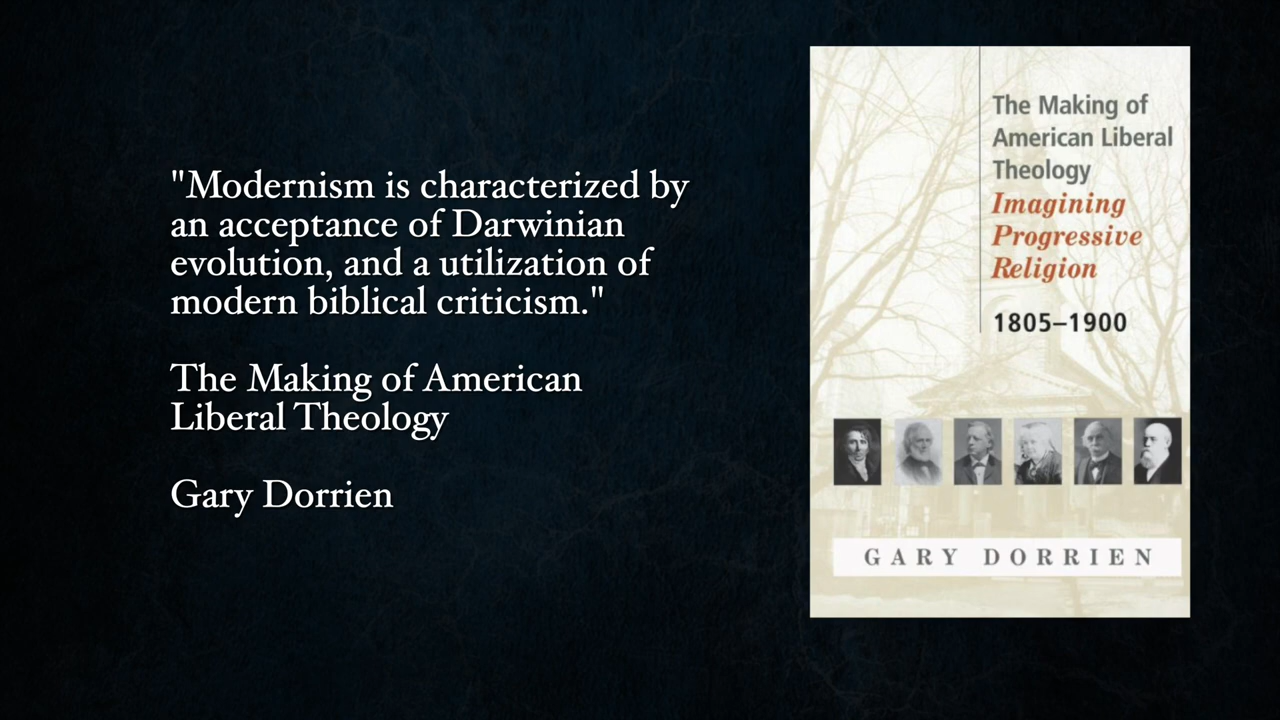 "Modernism is characterized by
an acceptance of Darwinian
evolution, and a utilization of
modern biblical criticism."
The Making of American
Liberal Theology
Gary Dorrien
The Making of
American Liberal
Theology
Imagining
Progressive
Religion
1805–1900
GARY DORRIEN